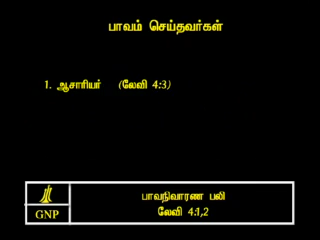 பாவம் செய்தவர்கள்
1. ஆசாரியர் (லேவி 4:3)
பாவநிவாரண பலி
லேவி 4:1,2
GNP